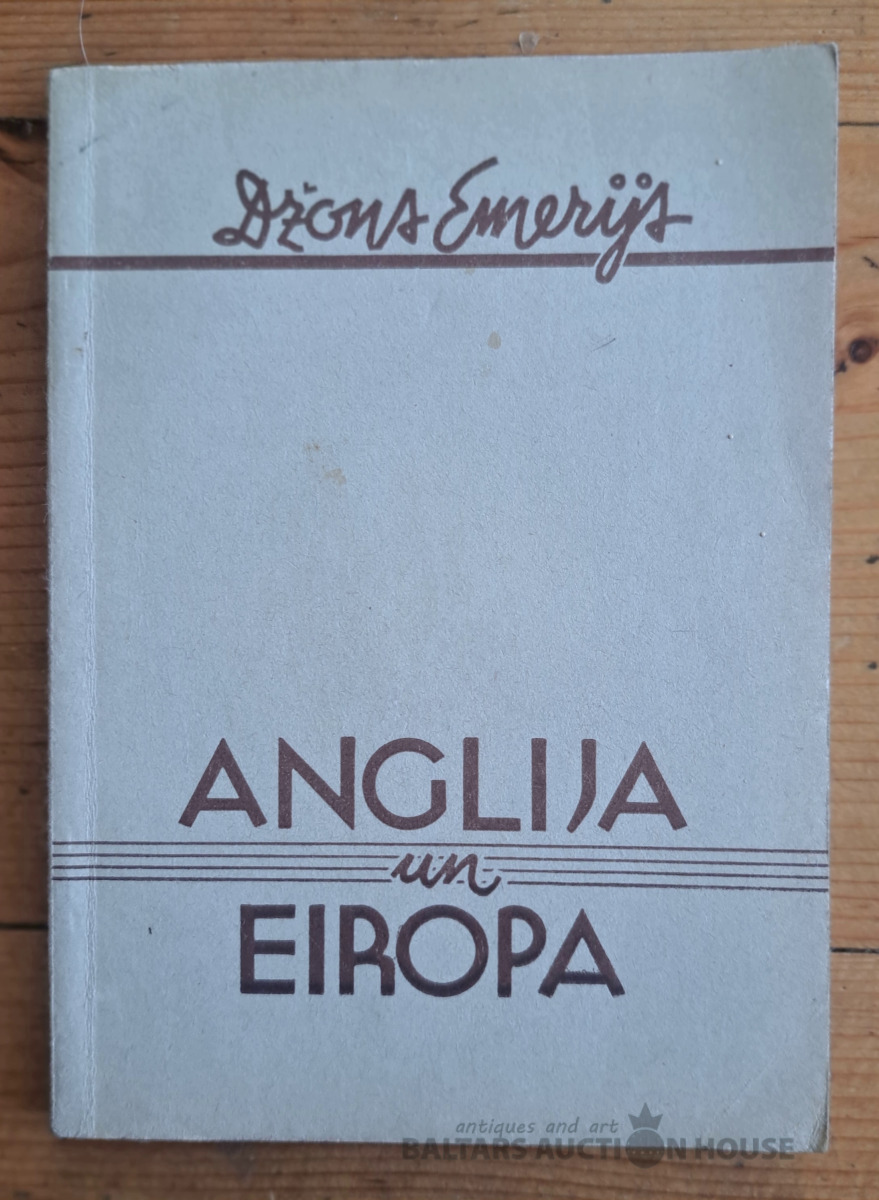 Džons Emerijs
ANGLIJA
un
EIROPA
antiques and art
BALTARS AUCTION HOUSE